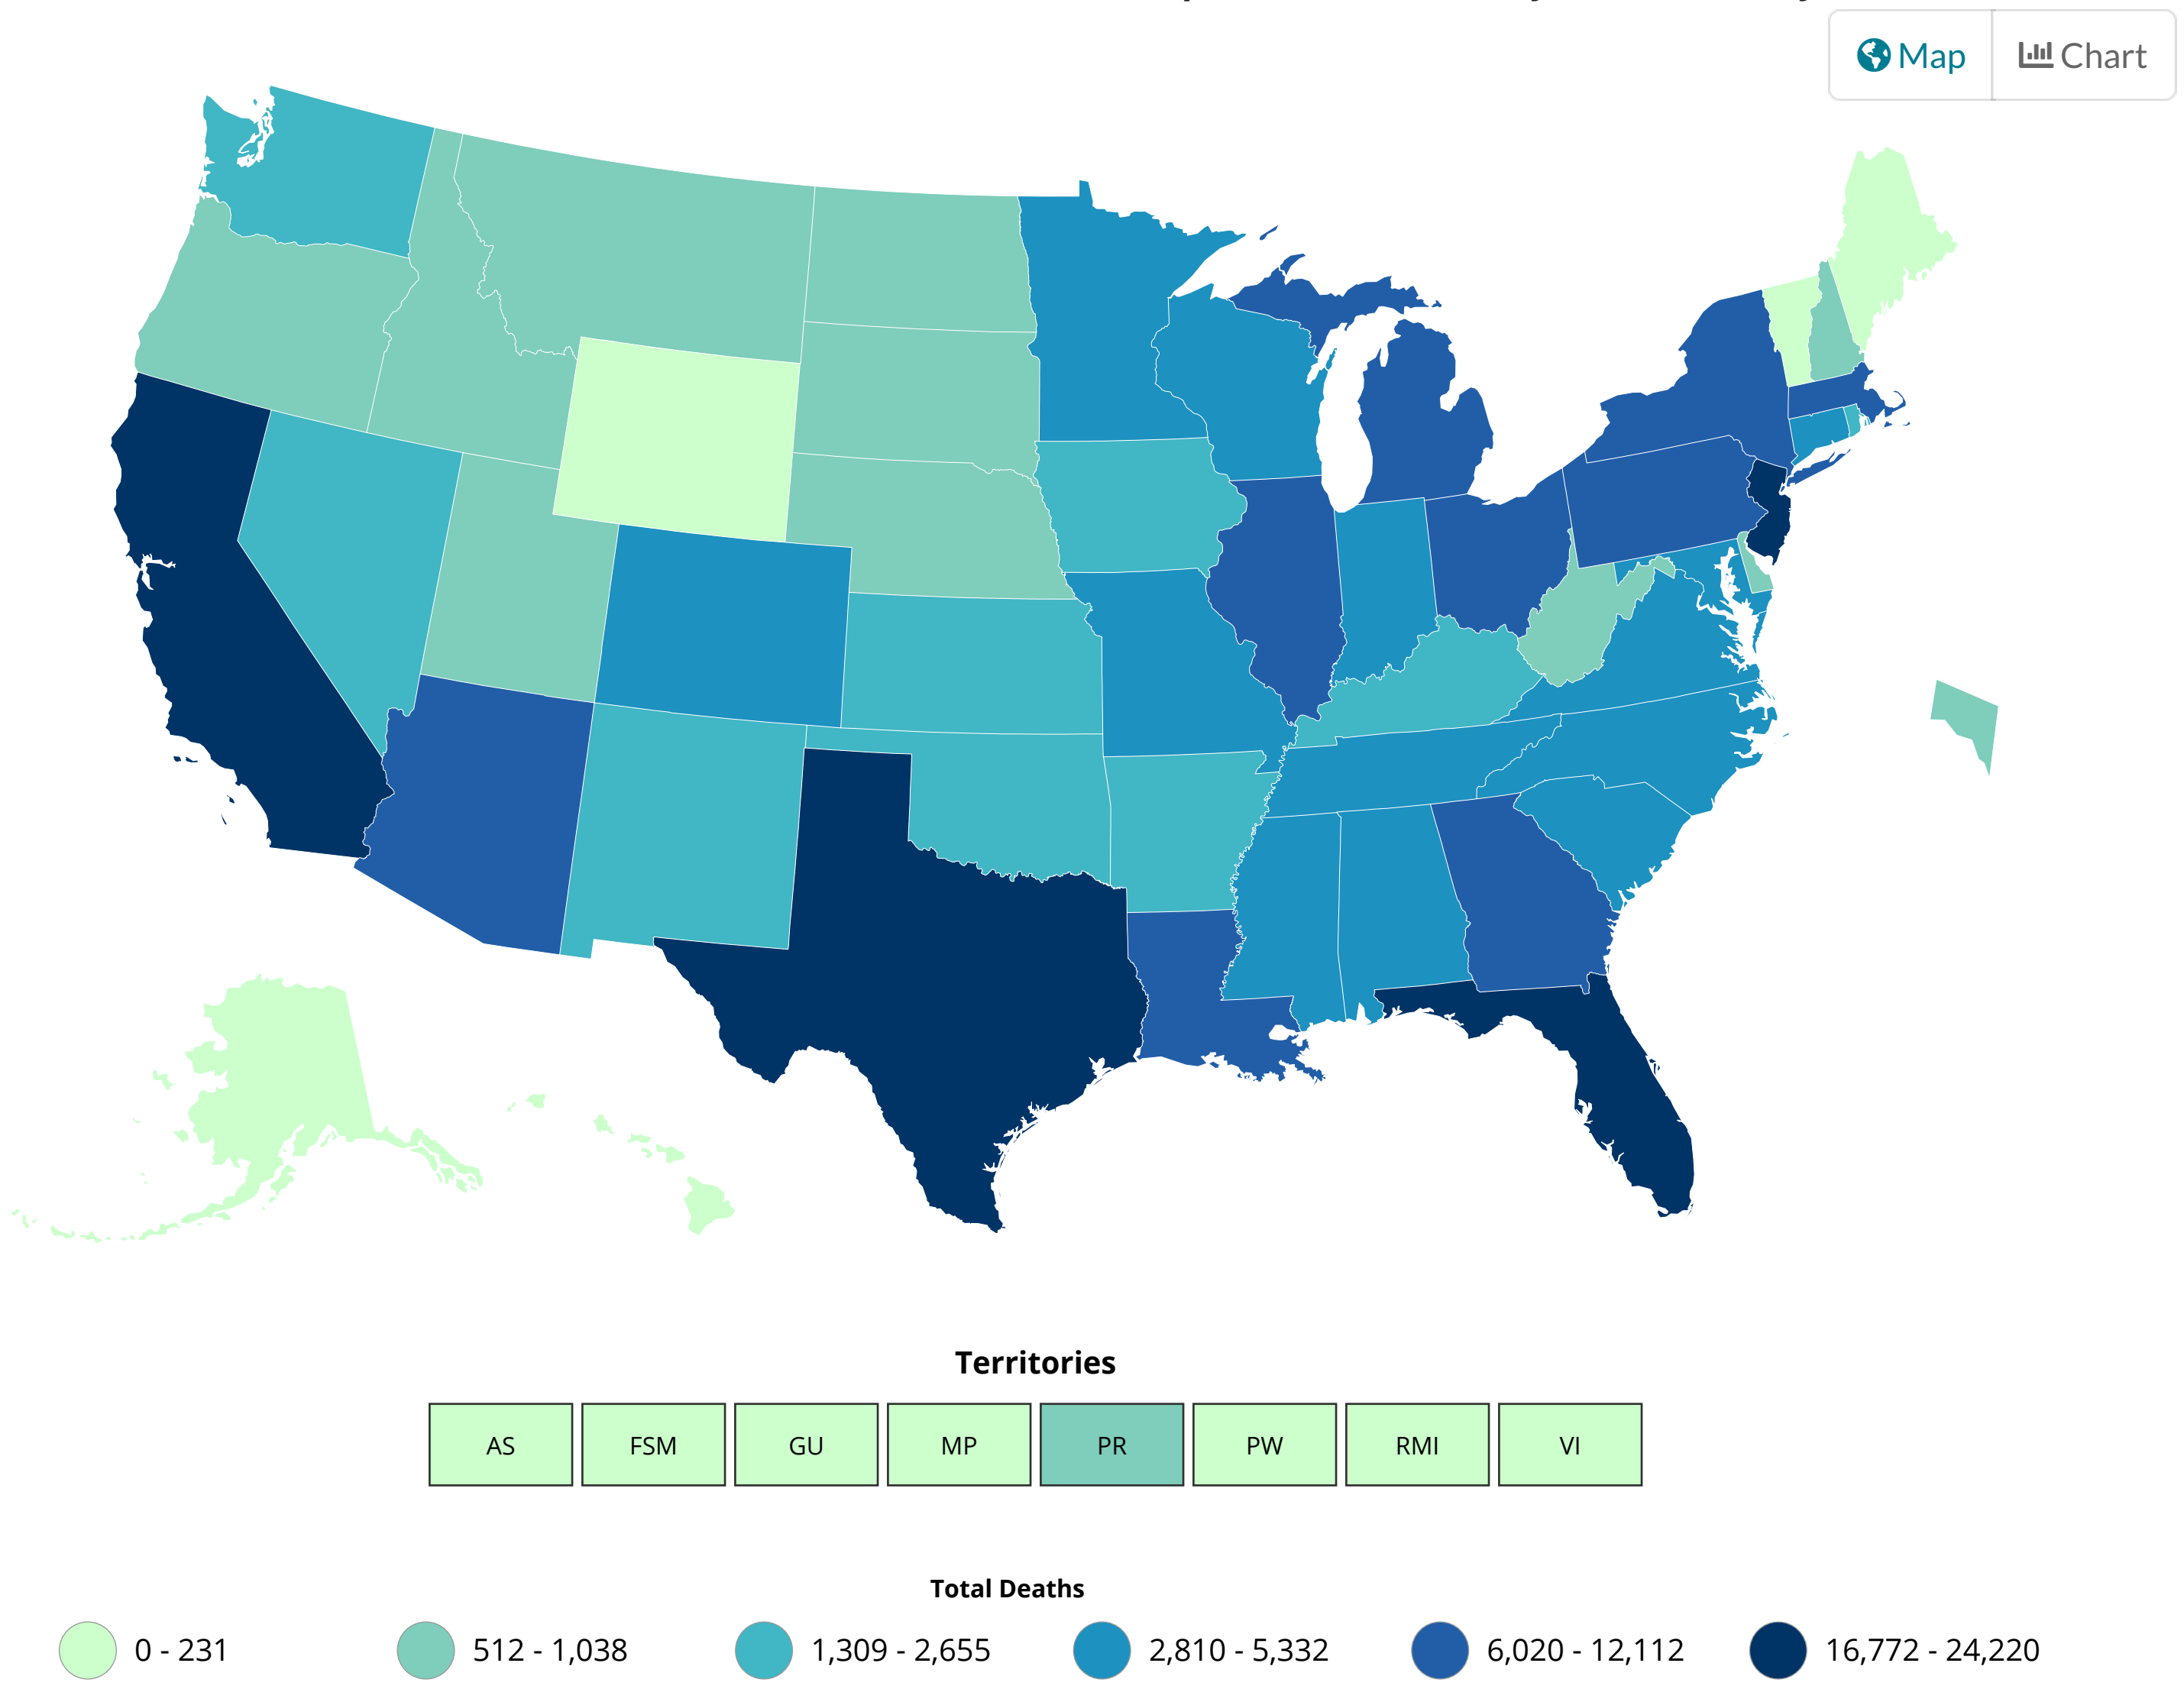 Map
Chart
Territories
AS
FSM
GU
MP
PR
PW
RMI
VI
Total Deaths
0 - 231
512 - 1,038
1,309 - 2,655
2,810 - 5,332
6,020 - 12,112
16,772 - 24,220